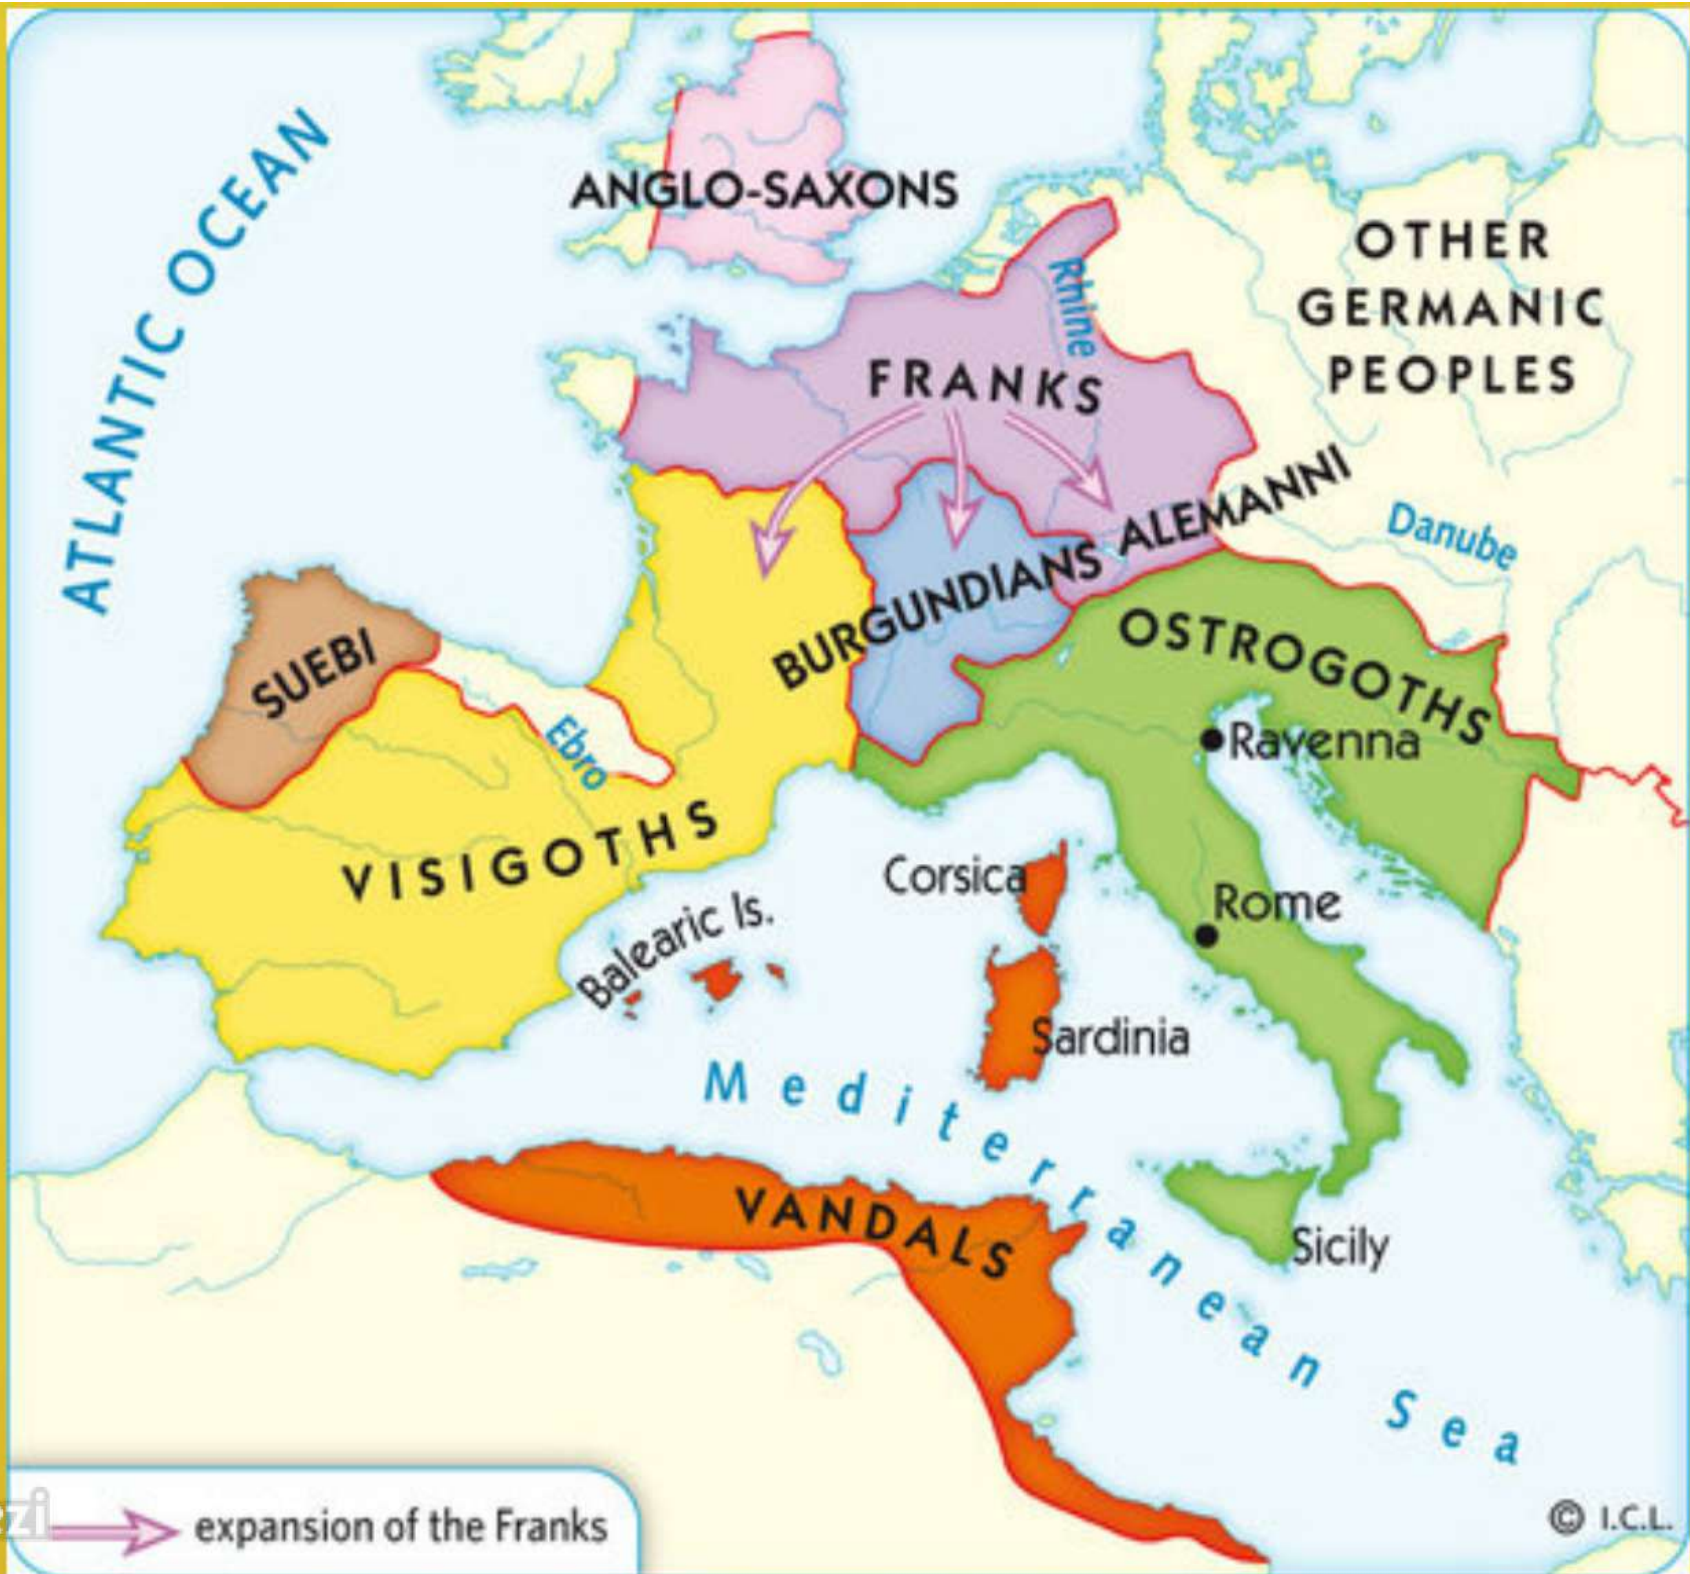 ATLANTIC OCEAN
ANGLO-SAXONS
OTHER
GERMANIC
PEOPLES
Rhine
FRANKS
ALEMANNI
Danube
BURGUNDIANS
SUEBI
OSTROGOTHS
Ebro
Ravenna
VISIGOTHS
Corsica
Rome
Balearic Is.
Sardinia
Mediterranean Sea
VANDALS
Sicily
expansion of the Franks
© I.C.L.